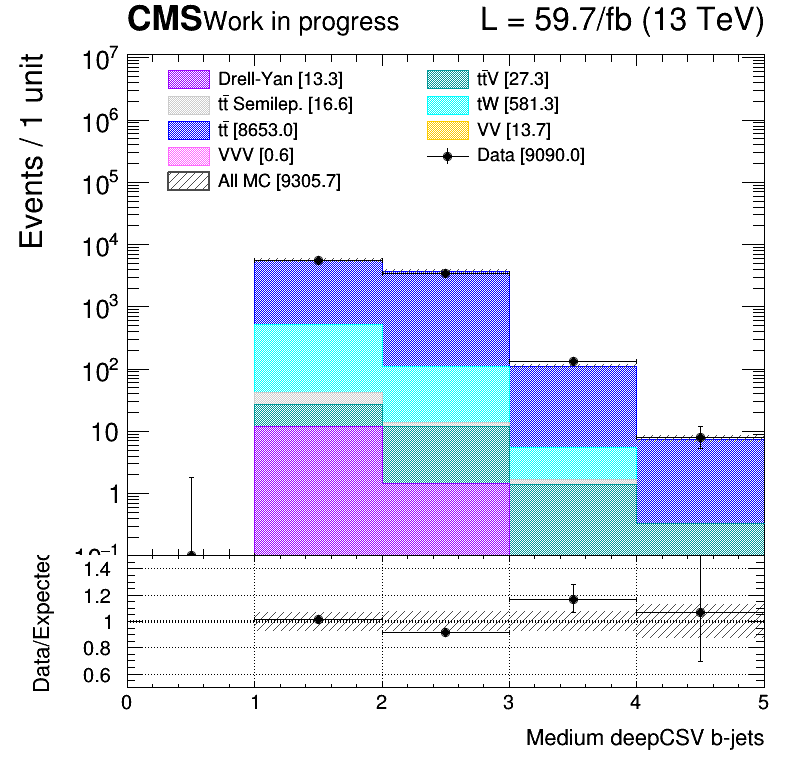 CMS Work in progress L = 59.7/fb (13 TeV)
Events / 1 unit
10⁷
10⁶
10⁵
10⁴
10³
10²
10
1
10⁻¹
Drell-Yan [13.3]
tt̄ Semilep. [16.6]
tt̄ [8653.0]
VVV [0.6]
All MC [9305.7]
tt̄V [27.3]
tW [581.3]
VV [13.7]
Data [9090.0]
Data/Expected
1.4
1.2
1
0.8
0.6
0 1 2 3 4 5
Medium deepCSV b-jets